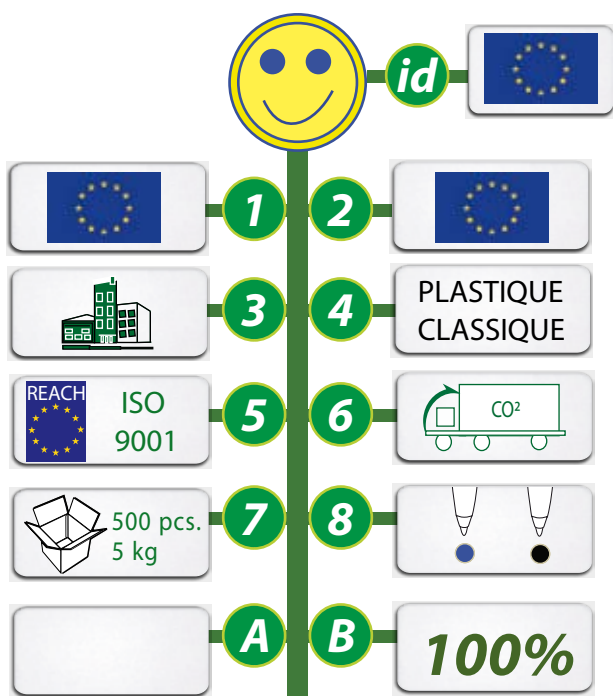 id
1
2
3
4
PLASTIQUE
CLASSIQUE
REACH
ISO
9001
5
6
CO²
500 pcs.
5 kg
7
8
A
B
100%